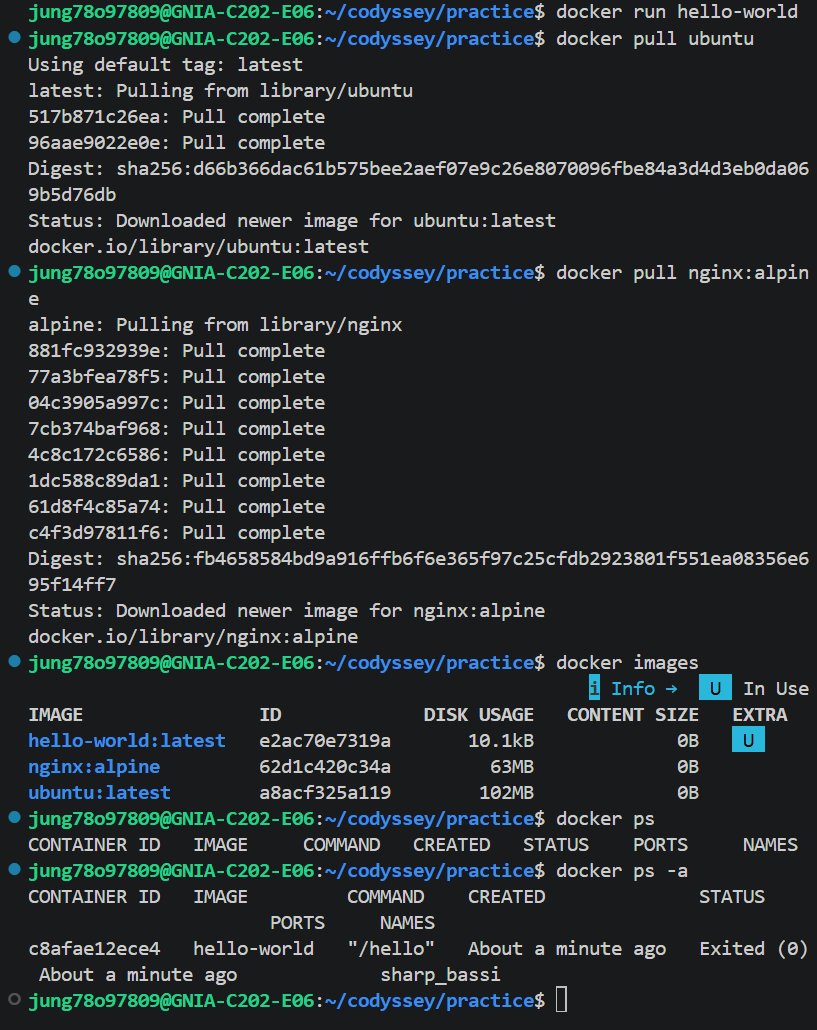 jung78o97809@GNIA-C202-E06:~/codyssey/practice$ docker run hello-world
jung78o97809@GNIA-C202-E06:~/codyssey/practice$ docker pull ubuntu
Using default tag: latest
latest: Pulling from library/ubuntu
517b871c26ea: Pull complete
96aae9022e0e: Pull complete
Digest: sha256:d66b366dac61b575bee2aef07e9c26e8070096fbe84a3d4d3eb0da06
9b5d76db
Status: Downloaded newer image for ubuntu:latest
docker.io/library/ubuntu:latest
jung78o97809@GNIA-C202-E06:~/codyssey/practice$ docker pull nginx:alpin
e
alpine: Pulling from library/nginx
881fc932939e: Pull complete
77a3bfea78f5: Pull complete
04c3905a997c: Pull complete
7cb374baf968: Pull complete
4c8c172c6586: Pull complete
1dc588c89da1: Pull complete
61d8f4c85a74: Pull complete
c4f3d97811f6: Pull complete
Digest: sha256:fb4658584bd9a916ffb6f6e365f97c25cfdb2923801f551ea08356e6
95f14ff7
Status: Downloaded newer image for nginx:alpine
docker.io/library/nginx:alpine
jung78o97809@GNIA-C202-E06:~/codyssey/practice$ docker images
i Info → U In Use
IMAGE ID DISK USAGE CONTENT SIZE EXTRA
hello-world:latest e2ac70e7319a 10.1kB 0B U
nginx:alpine 62d1c420c34a 63MB 0B
ubuntu:latest a8acf325a119 102MB 0B
jung78o97809@GNIA-C202-E06:~/codyssey/practice$ docker ps
CONTAINER ID IMAGE COMMAND CREATED STATUS PORTS NAMES
jung78o97809@GNIA-C202-E06:~/codyssey/practice$ docker ps -a
CONTAINER ID IMAGE COMMAND CREATED STATUS
PORTS NAMES
c8afae12ece4 hello-world "/hello" About a minute ago Exited (0)
About a minute ago sharp_bassi
jung78o97809@GNIA-C202-E06:~/codyssey/practice$